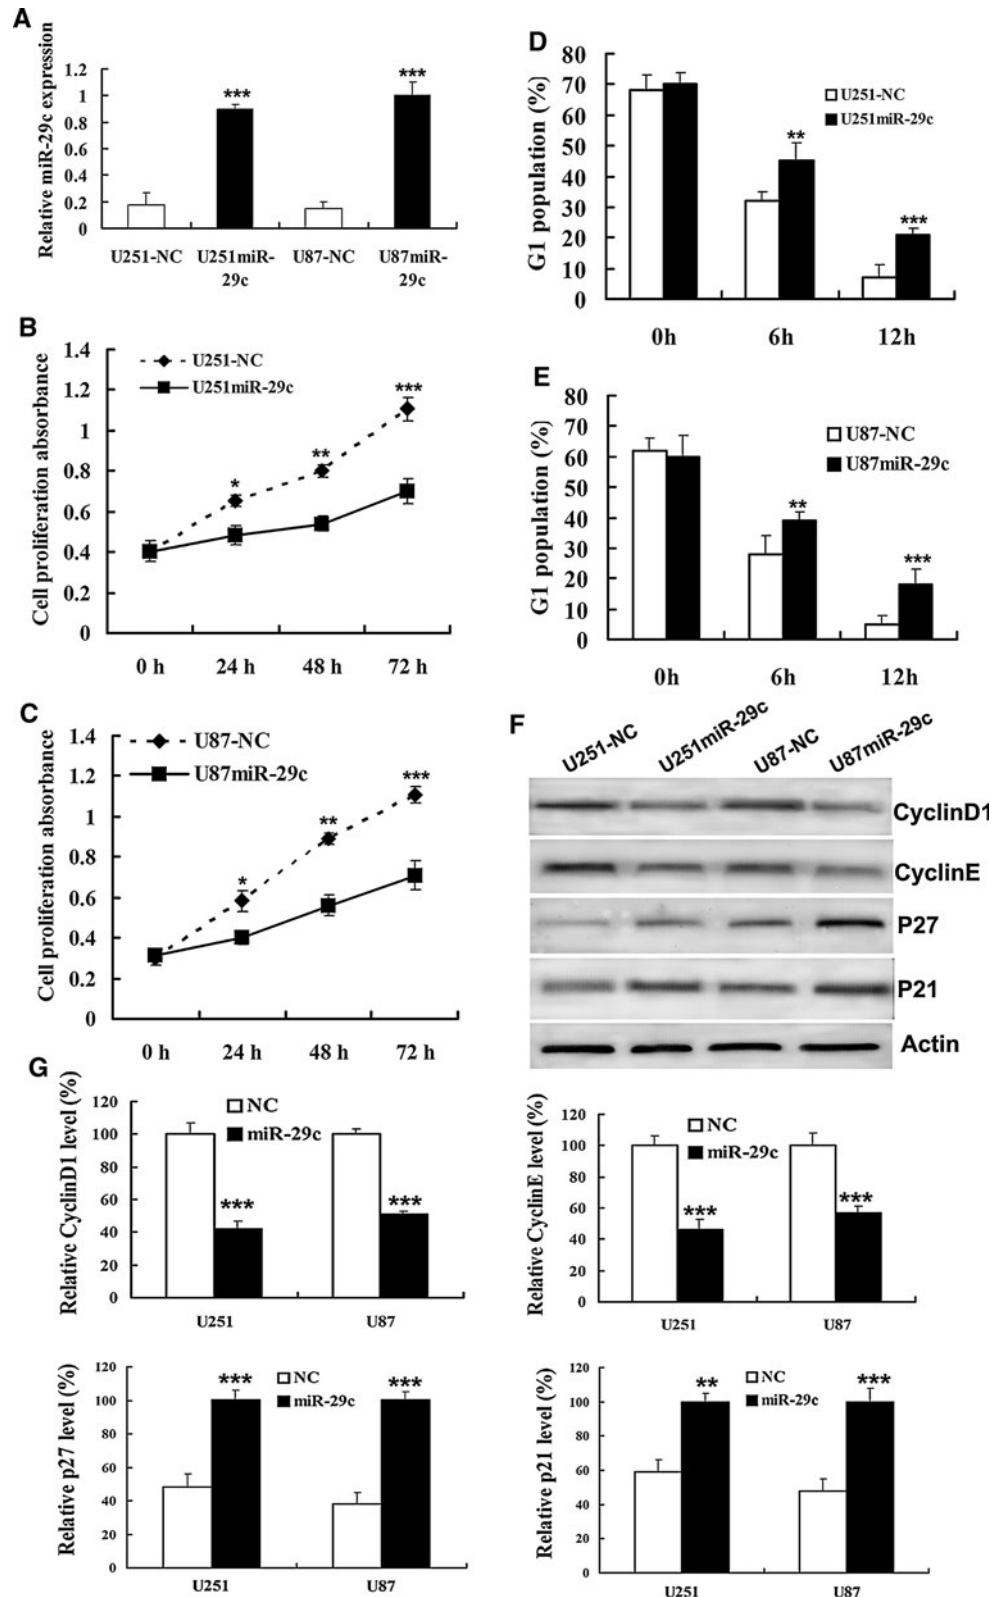 A
Relative miR-29c expression
1.2
1
0.8
0.6
0.4
0.2
0
***
***
U251-NC
U251miR-
29c
U87-NC
U87miR-
29c
B
Cell proliferation absorbance
1.4
1.2
1
0.8
0.6
0.4
0.2
0
U251-NC
U251miR-29c
*
**
***
0 h
24 h
48 h
72 h
C
Cell proliferation absorbance
1.4
1.2
1
0.8
0.6
0.4
0.2
0
U87-NC
U87miR-29c
*
**
***
0 h
24 h
48 h
72 h
D
G1 population (%)
80
70
60
50
40
30
20
10
0
U251-NC
U251miR-29c
**
***
0h
6h
12h
E
G1 population (%)
80
70
60
50
40
30
20
10
0
U87-NC
U87miR-29c
**
***
0h
6h
12h
F
U251-NC
U251miR-29c
U87-NC
U87miR-29c
CyclinD1
CyclinE
P27
P21
Actin
G
Relative CyclinD1 level (%)
120
100
80
60
40
20
0
NC
miR-29c
***
***
U251
U87
Relative CyclinE level (%)
120
100
80
60
40
20
0
NC
miR-29c
***
***
U251
U87
Relative p27 level (%)
120
100
80
60
40
20
0
NC
miR-29c
***
***
U251
U87
Relative p21 level (%)
120
100
80
60
40
20
0
NC
miR-29c
**
***
U251
U87